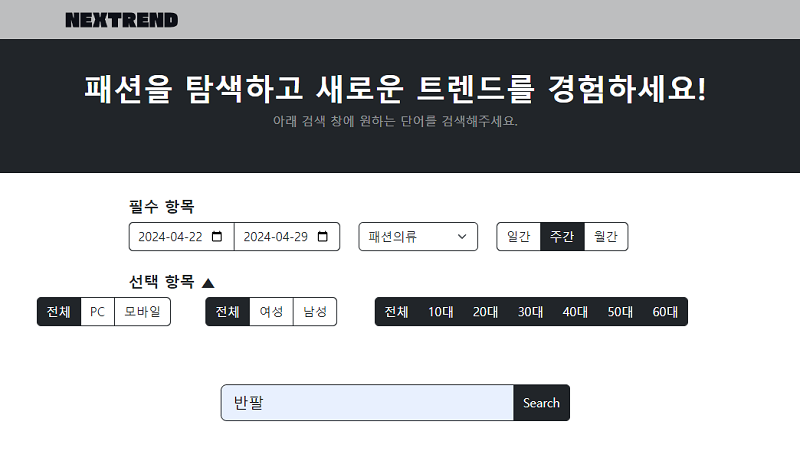 NEXTREND
패션을 탐색하고 새로운 트렌드를 경험하세요!
아래 검색 창에 원하는 단어를 검색해주세요.
필수 항목
2024-04-22 2024-04-29 패션의류 일간 주간 월간
선택 항목 ▲
전체 PC 모바일 전체 여성 남성 전체 10대 20대 30대 40대 50대 60대
반팔 Search